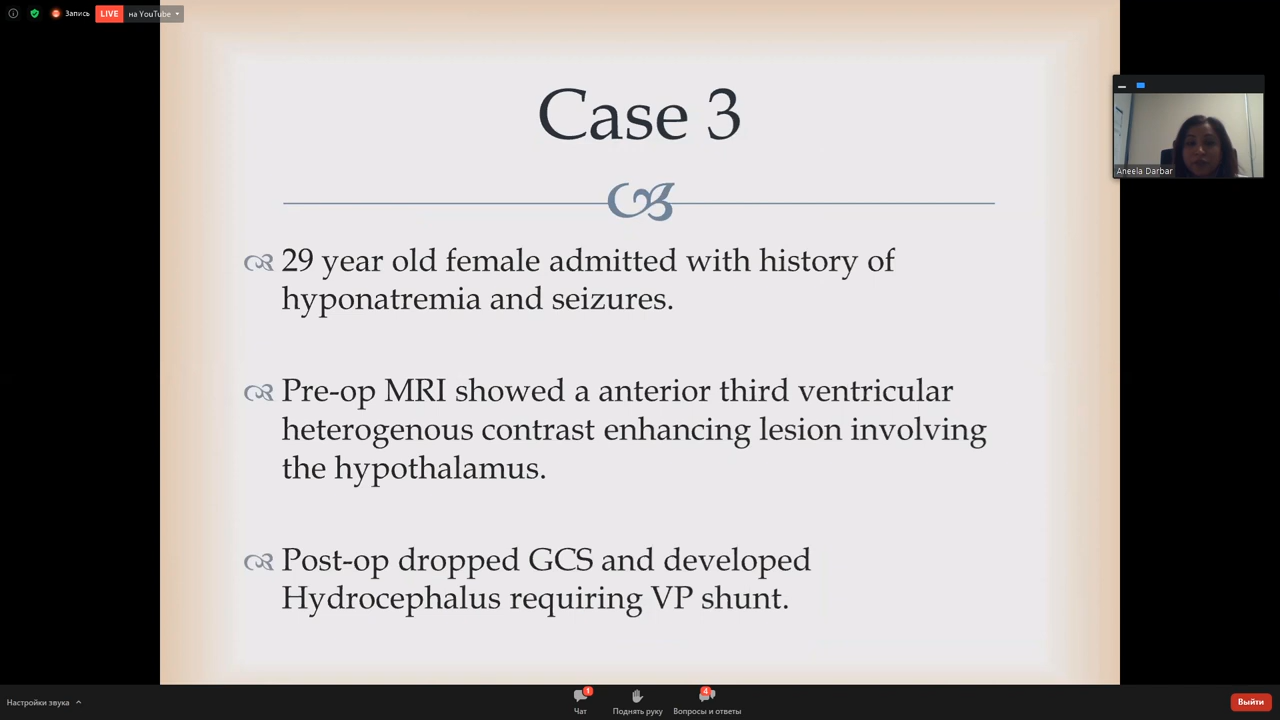 Запись
LIVE
на YouTube
Case 3
29 year old female admitted with history of
hyponatremia and seizures.
Pre-op MRI showed a anterior third ventricular
heterogenous contrast enhancing lesion involving
the hypothalamus.
Post-op dropped GCS and developed
Hydrocephalus requiring VP shunt.
Aneela Darbar
Настройки звука
1
Чат
Поднять руку
4
Вопросы и ответы
Выйти